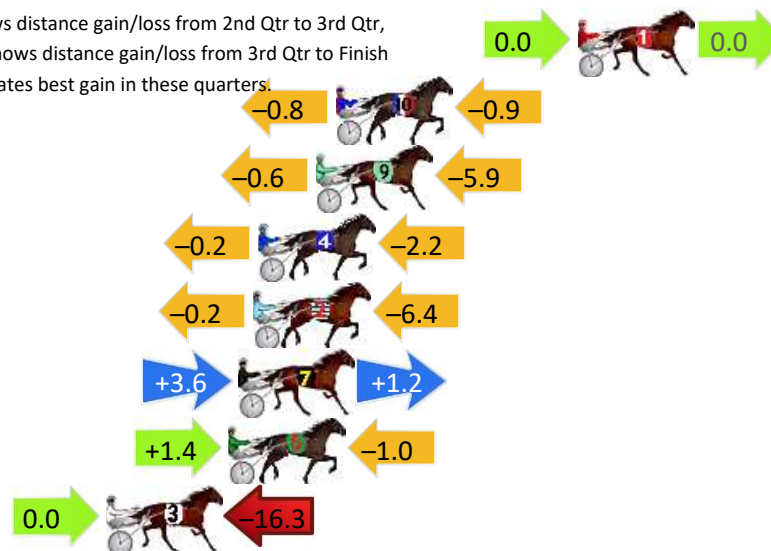 ws distance gain/loss from 2nd Qtr to 3rd Qtr,
hows distance gain/loss from 3rd Qtr to Finish
ates best gain in these quarters.
0.0 1 0.0
–0.8 0 –0.9
–0.6 9 –5.9
–0.2 4 –2.2
–0.2 2 –6.4
+3.6 7 +1.2
+1.4 5 –1.0
0.0 3 –16.3